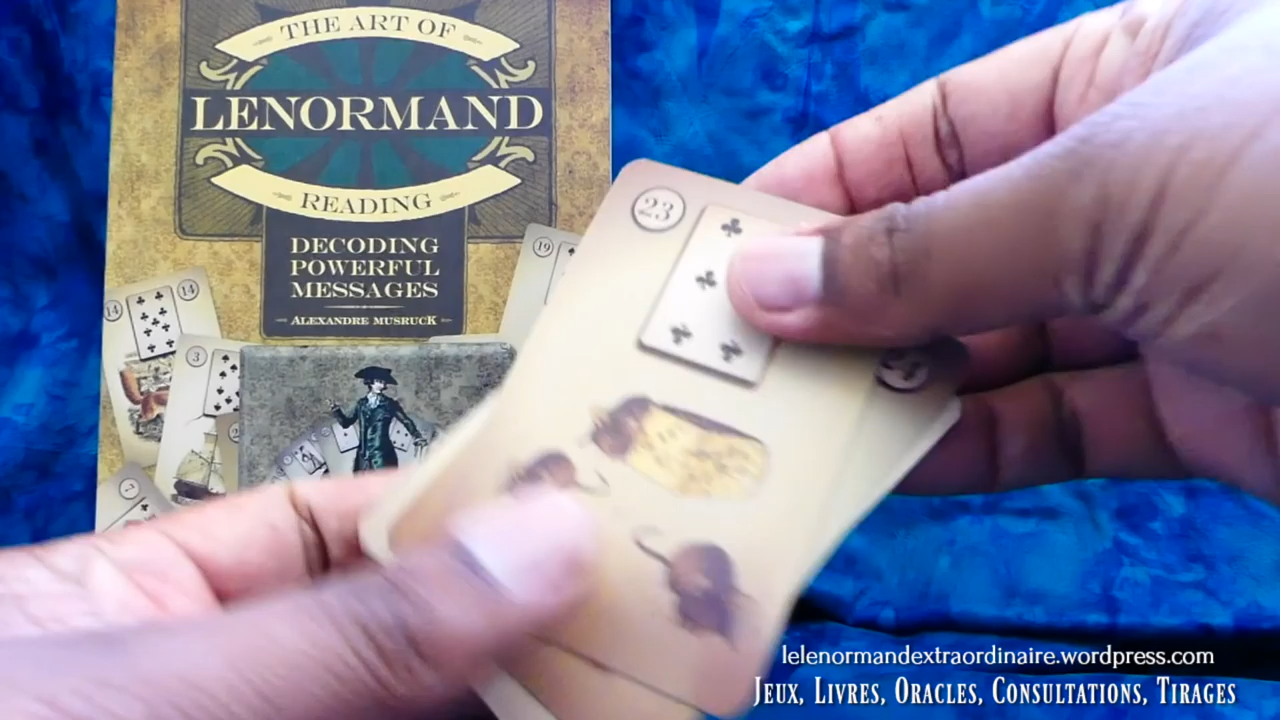 THE ART OF
LENORMAND
READING
DECODING
POWERFUL
MESSAGES
ALEXANDRE MUSRUCK
23
19
14
14
3
7
lelenormandextraordinaire.wordpress.com
Jeux, Livres, Oracles, Consultations, Tirages